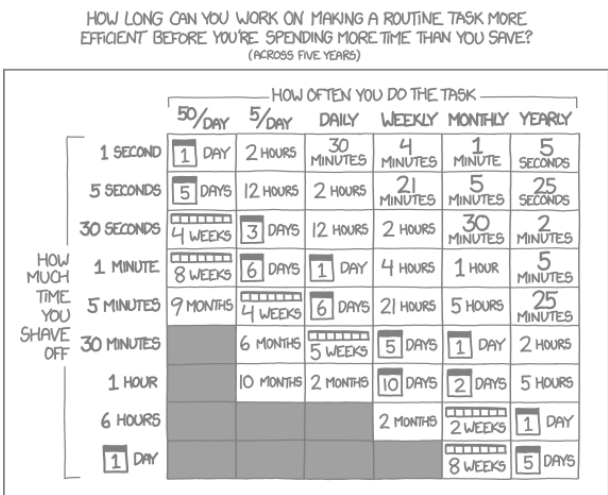 HOW LONG CAN YOU WORK ON MAKING A ROUTINE TASK MORE
EFFICIENT BEFORE YOU'RE SPENDING MORE TIME THAN YOU SAVE?
(ACROSS FIVE YEARS)
HOW OFTEN YOU DO THE TASK
50/DAY 5/DAY DAILY WEEKLY MONTHLY YEARLY
HOW MUCH TIME YOU SHAVE OFF
1 SECOND 1 DAY 2 HOURS 30 MINUTES 4 MINUTES 1 MINUTE 5 SECONDS
5 SECONDS 5 DAYS 12 HOURS 2 HOURS 21 MINUTES 5 MINUTES 25 SECONDS
30 SECONDS 4 WEEKS 3 DAYS 12 HOURS 2 HOURS 30 MINUTES 2 MINUTES
1 MINUTE 8 WEEKS 6 DAYS 1 DAY 4 HOURS 1 HOUR 5 MINUTES
5 MINUTES 9 MONTHS 4 WEEKS 6 DAYS 21 HOURS 5 HOURS 25 MINUTES
30 MINUTES 6 MONTHS 5 WEEKS 5 DAYS 1 DAY 2 HOURS
1 HOUR 10 MONTHS 2 MONTHS 10 DAYS 2 DAYS 5 HOURS
6 HOURS 2 MONTHS 2 WEEKS 1 DAY
1 DAY 8 WEEKS 5 DAYS